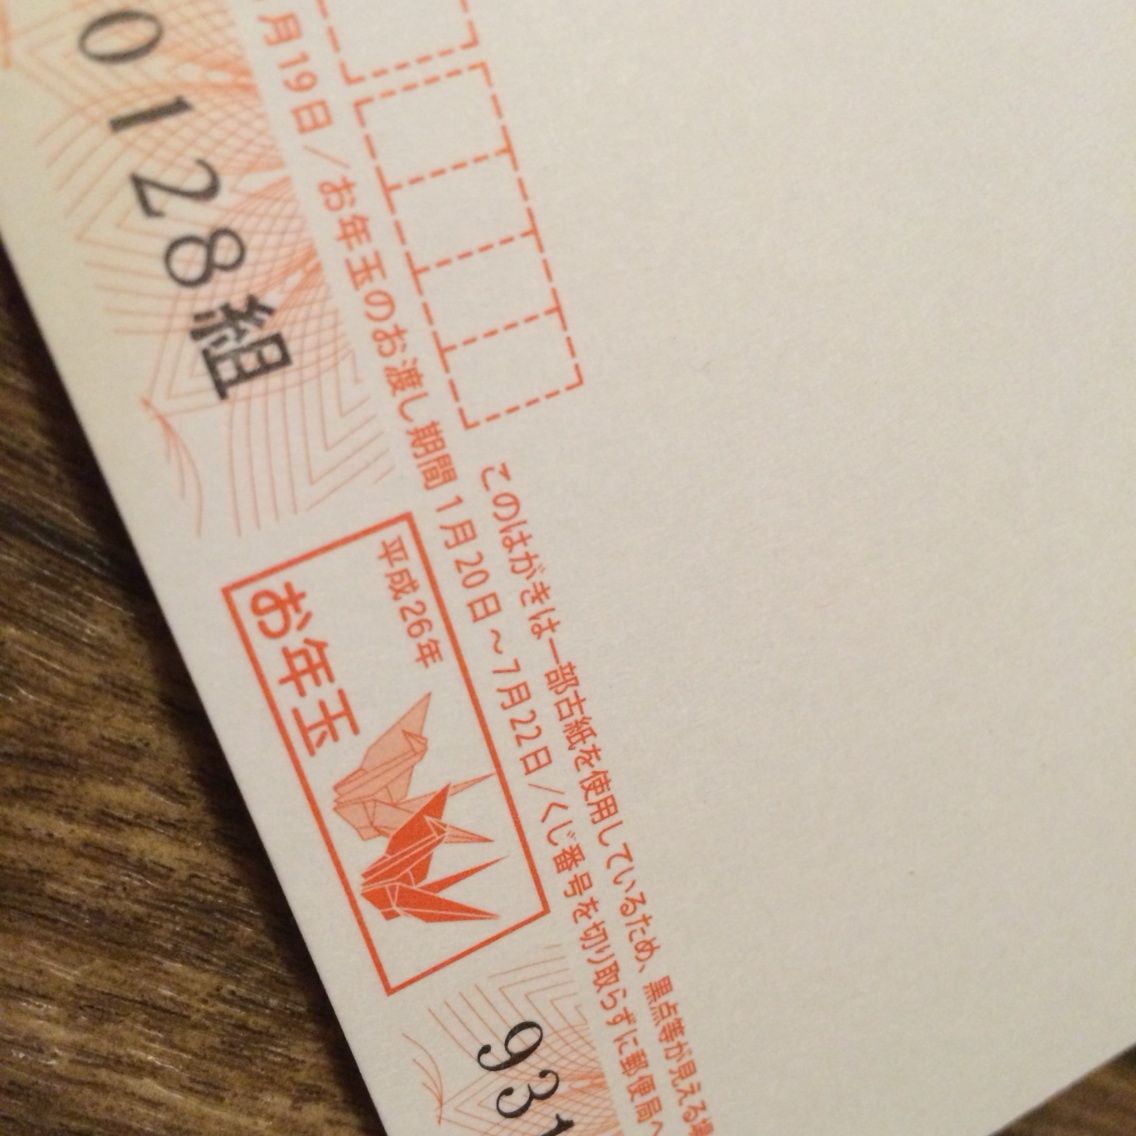 0128組
月19日/お年玉のお渡し期間1月20日~7月22日/くじ番号を切り取らずに郵便局へ
このはがきは一部古紙を使用しているため、黒点等が見える場
平成26年
お年玉
931